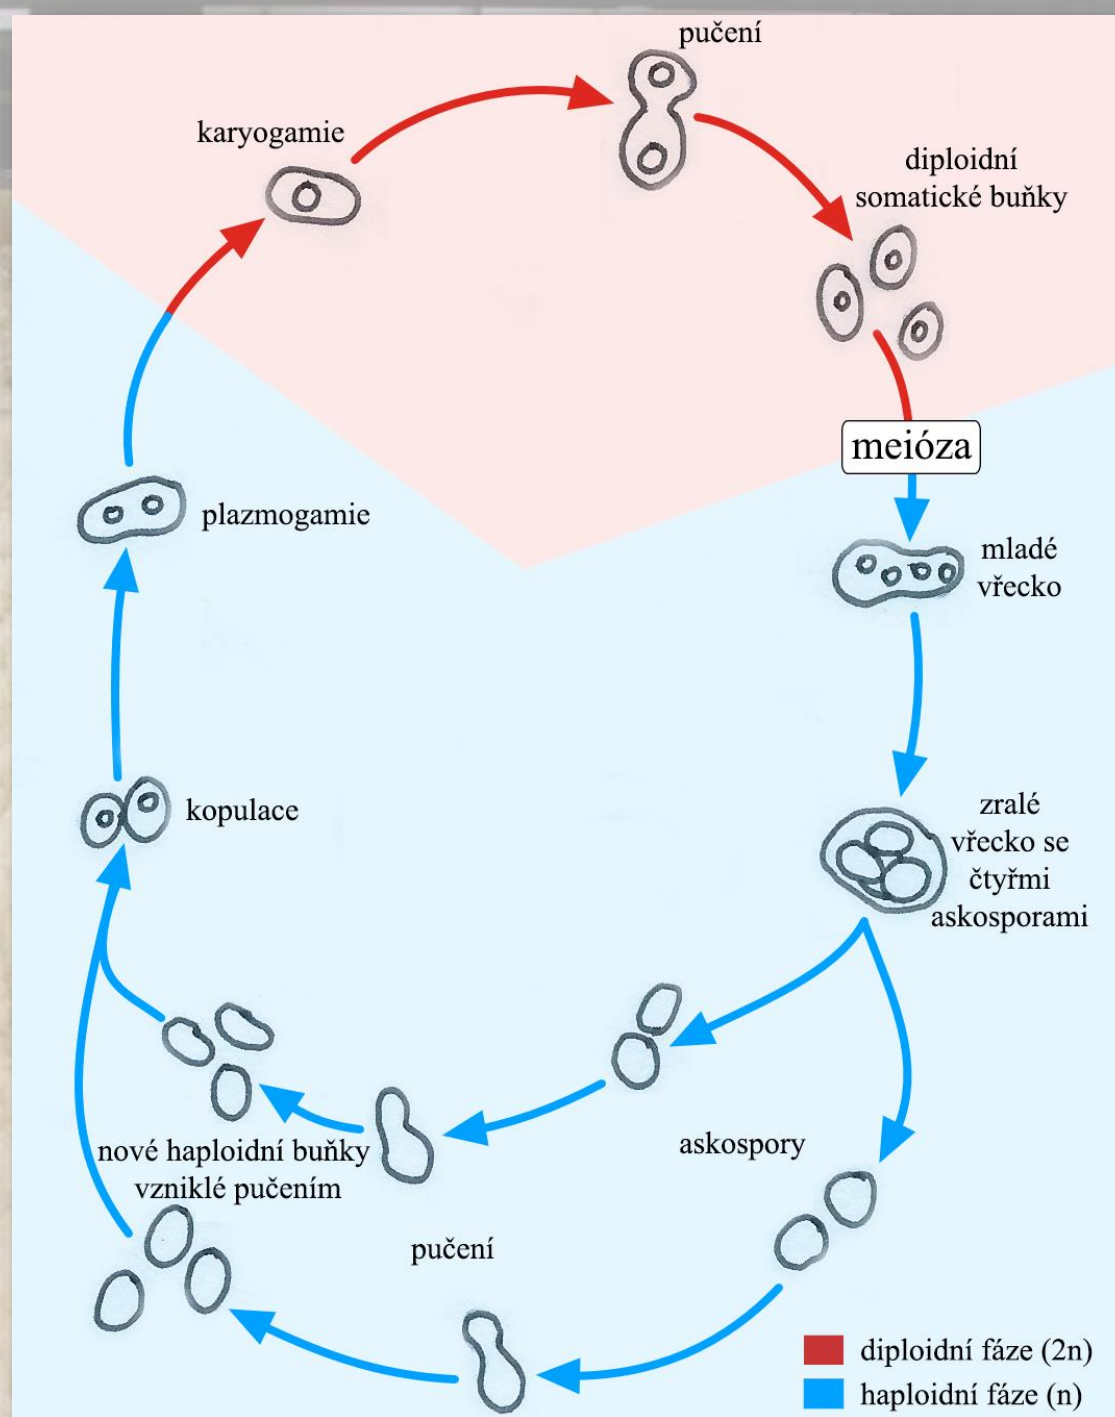 pučení
karyogamie
diploidní
somatické buňky
meióza
plazmogamie
mladé
vřecko
kopulace
zralé
vřecko se
čtyřmi
askosporami
nové haploidní buňky
vzniklé pučením
askospory
pučení
diploidní fáze (2n)
haploidní fáze (n)